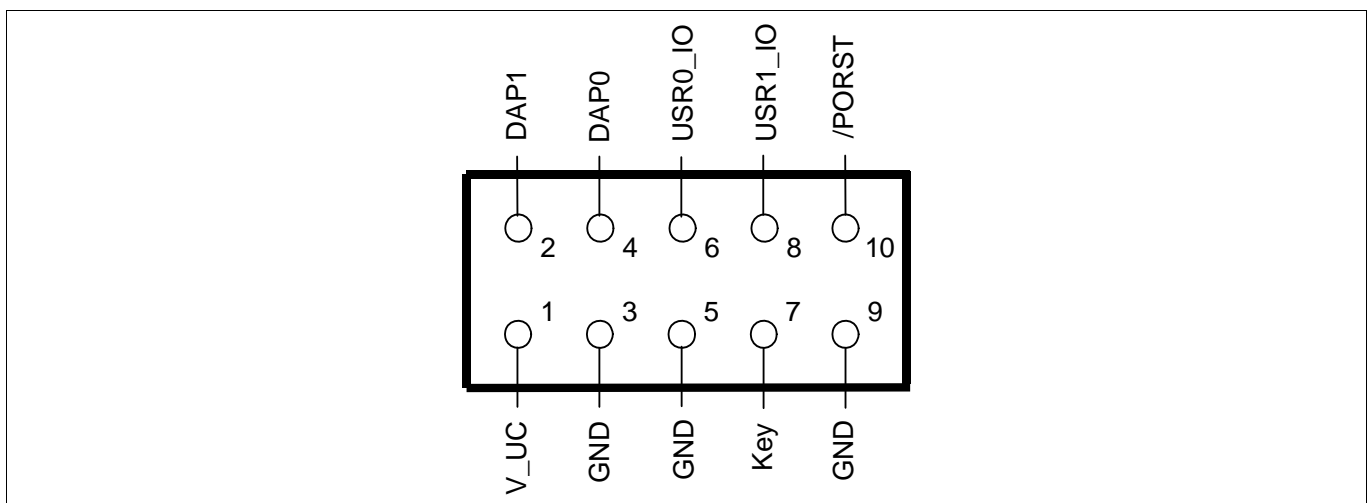 DAP1 DAP0 USR0_IO USR1_IO /PORST
2 4 6 8 10
1 3 5 7 9
V_UC GND GND Key GND